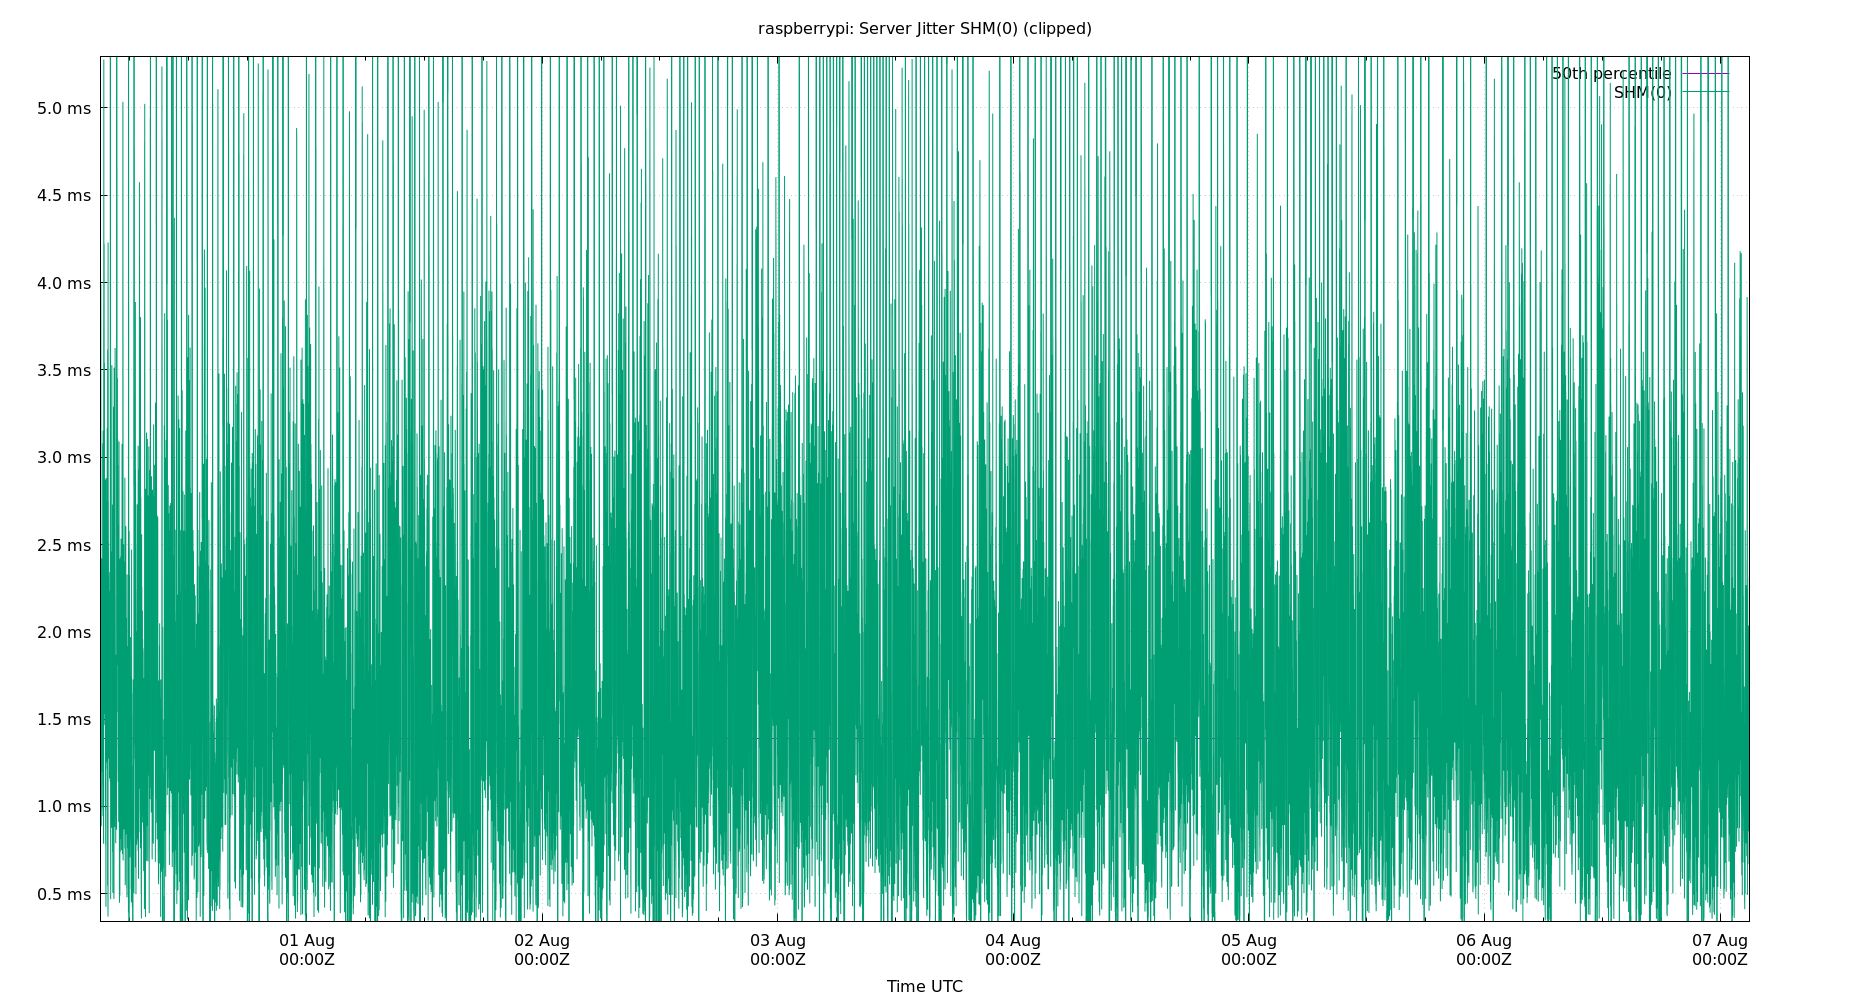 raspberrypi: Server Jitter SHM(0) (clipped)
50th percentile
SHM(0)
5.0 ms
4.5 ms
4.0 ms
3.5 ms
3.0 ms
2.5 ms
2.0 ms
1.5 ms
1.0 ms
0.5 ms
01 Aug 02 Aug 03 Aug 04 Aug 05 Aug 06 Aug 07 Aug
00:00Z 00:00Z 00:00Z 00:00Z 00:00Z 00:00Z 00:00Z
Time UTC